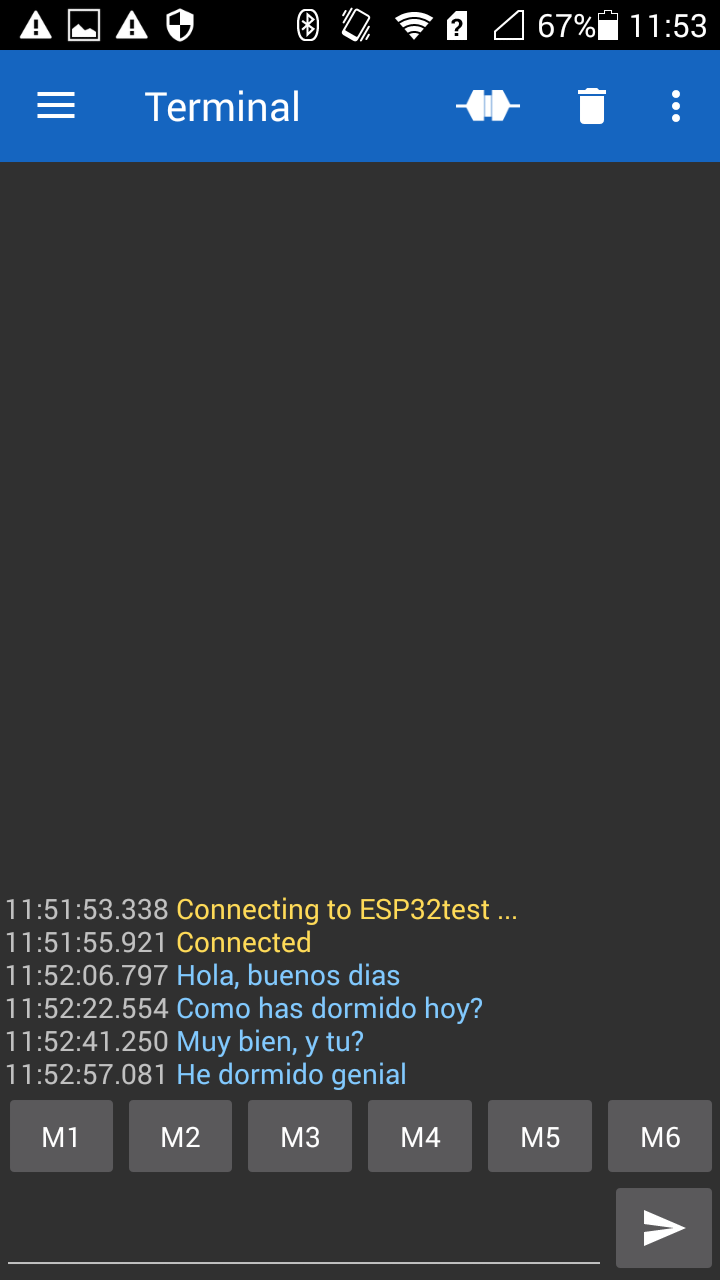 67% 11:53
Terminal
11:51:53.338 Connecting to ESP32test ...
11:51:55.921 Connected
11:52:06.797 Hola, buenos dias
11:52:22.554 Como has dormido hoy?
11:52:41.250 Muy bien, y tu?
11:52:57.081 He dormido genial
M1 M2 M3 M4 M5 M6